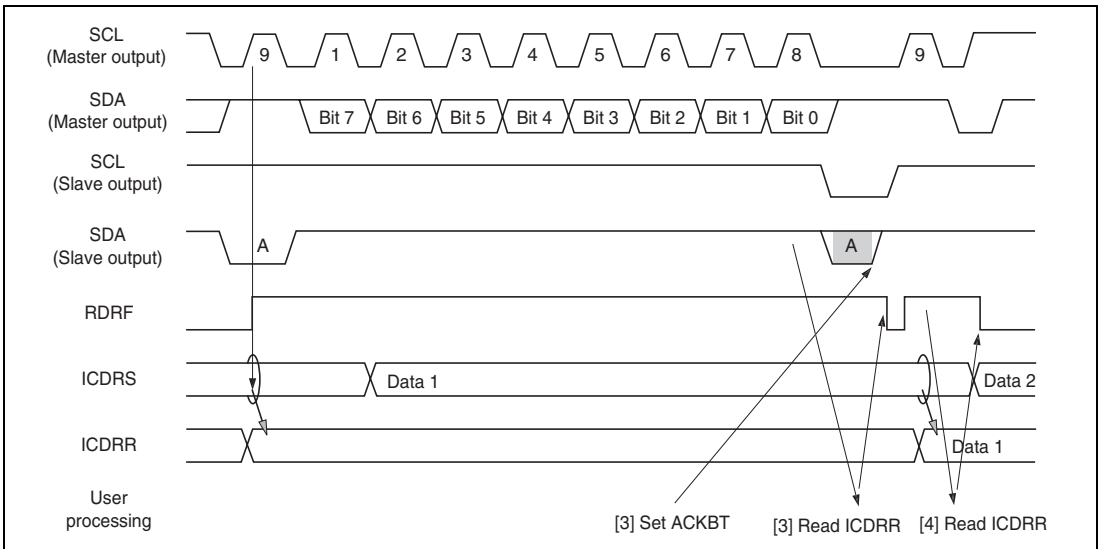 SCL
(Master output)
9 1 2 3 4 5 6 7 8 9
SDA
(Master output)
Bit 7 Bit 6 Bit 5 Bit 4 Bit 3 Bit 2 Bit 1 Bit 0
SCL
(Slave output)
SDA
(Slave output)
A A
RDRF
ICDRS
Data 1 Data 2
ICDRR
Data 1
User
processing
[3] Set ACKBT [3] Read ICDRR [4] Read ICDRR